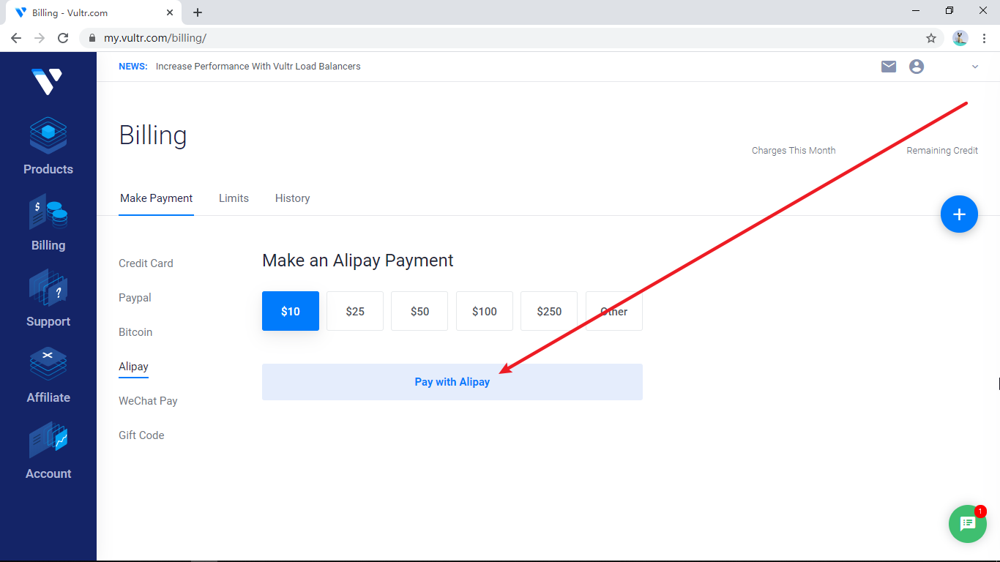 Billing - Vultr.com
my.vultr.com/billing/
NEWS: Increase Performance With Vultr Load Balancers
Products
$
Billing
?
Support
Affiliate
Account
Billing
Charges This Month
Remaining Credit
Make Payment Limits History
Credit Card
Paypal
Bitcoin
Alipay
WeChat Pay
Gift Code
Make an Alipay Payment
$10 $25 $50 $100 $250 Other
Pay with Alipay
1